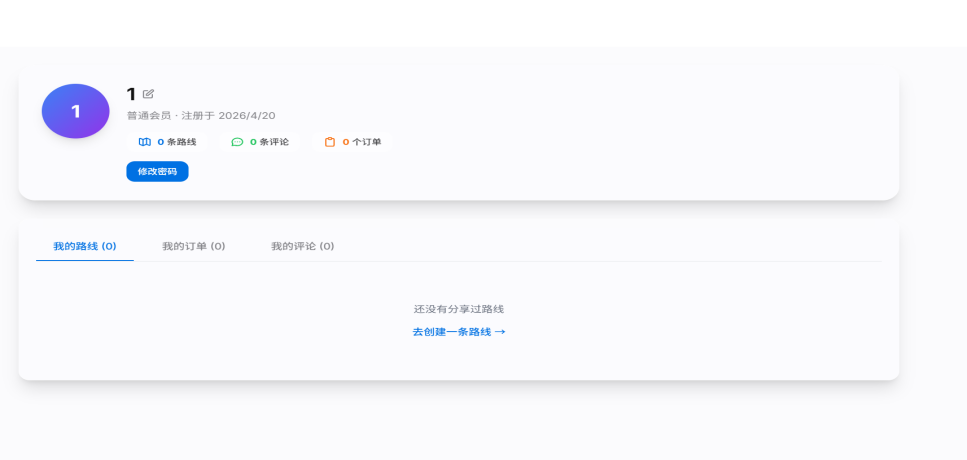 1
1
普通会员 · 注册于 2026/4/20
0 条路线 0 条评论 0 个订单
修改密码
我的路线 (0) 我的订单 (0) 我的评论 (0)
还没有分享过路线
去创建一条路线 →